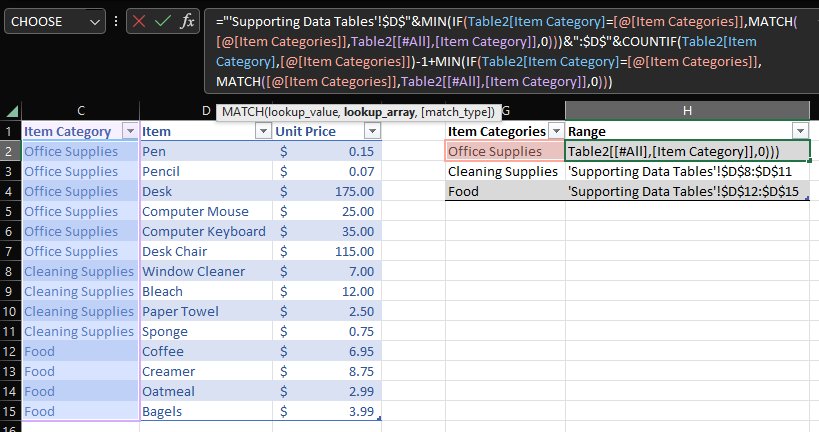 CHOOSE
="'Supporting Data Tables'!$D$"&MIN(IF(Table2[Item Category]=[@[Item Categories]],MATCH(
[@[Item Categories]],Table2[[#All],[Item Category]],0)))&":$D$"&COUNTIF(Table2[Item
Category],[@[Item Categories]])-1+MIN(IF(Table2[Item Category]=[@[Item Categories]],
MATCH([@[Item Categories]],Table2[[#All],[Item Category]],0)))
MATCH(lookup_value, lookup_array, [match_type])
C D G H
1 Item Category Item Unit Price Item Categories Range
2 Office Supplies Pen $ 0.15 Office Supplies Table2[[#All],[Item Category]],0)))
3 Office Supplies Pencil $ 0.07 Cleaning Supplies 'Supporting Data Tables'!$D$8:$D$11
4 Office Supplies Desk $ 175.00 Food 'Supporting Data Tables'!$D$12:$D$15
5 Office Supplies Computer Mouse $ 25.00
6 Office Supplies Computer Keyboard $ 35.00
7 Office Supplies Desk Chair $ 115.00
8 Cleaning Supplies Window Cleaner $ 7.00
9 Cleaning Supplies Bleach $ 12.00
10 Cleaning Supplies Paper Towel $ 2.50
11 Cleaning Supplies Sponge $ 0.75
12 Food Coffee $ 6.95
13 Food Creamer $ 8.75
14 Food Oatmeal $ 2.99
15 Food Bagels $ 3.99
16